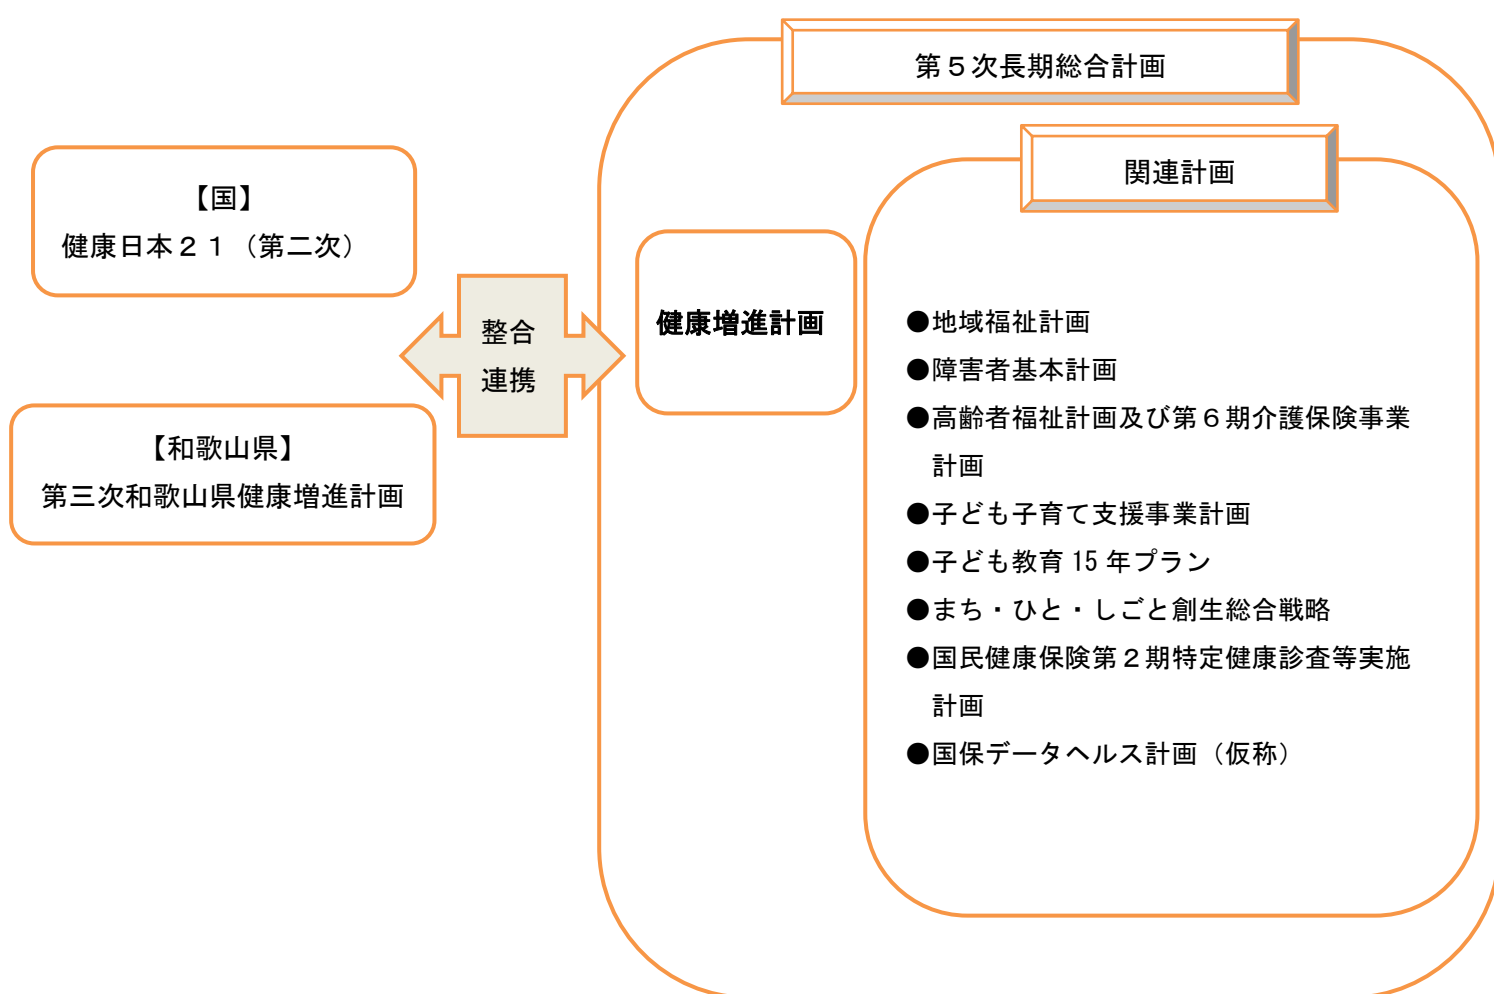 第５次長期総合計画
関連計画
【国】
健康日本２１（第二次）
整合
連携
【和歌山県】
第三次和歌山県健康増進計画
健康増進計画
●地域福祉計画
●障害者基本計画
●高齢者福祉計画及び第６期介護保険事業
計画
●子ども子育て支援事業計画
●子ども教育 15 年プラン
●まち・ひと・しごと創生総合戦略
●国民健康保険第２期特定健康診査等実施
計画
●国保データヘルス計画（仮称）